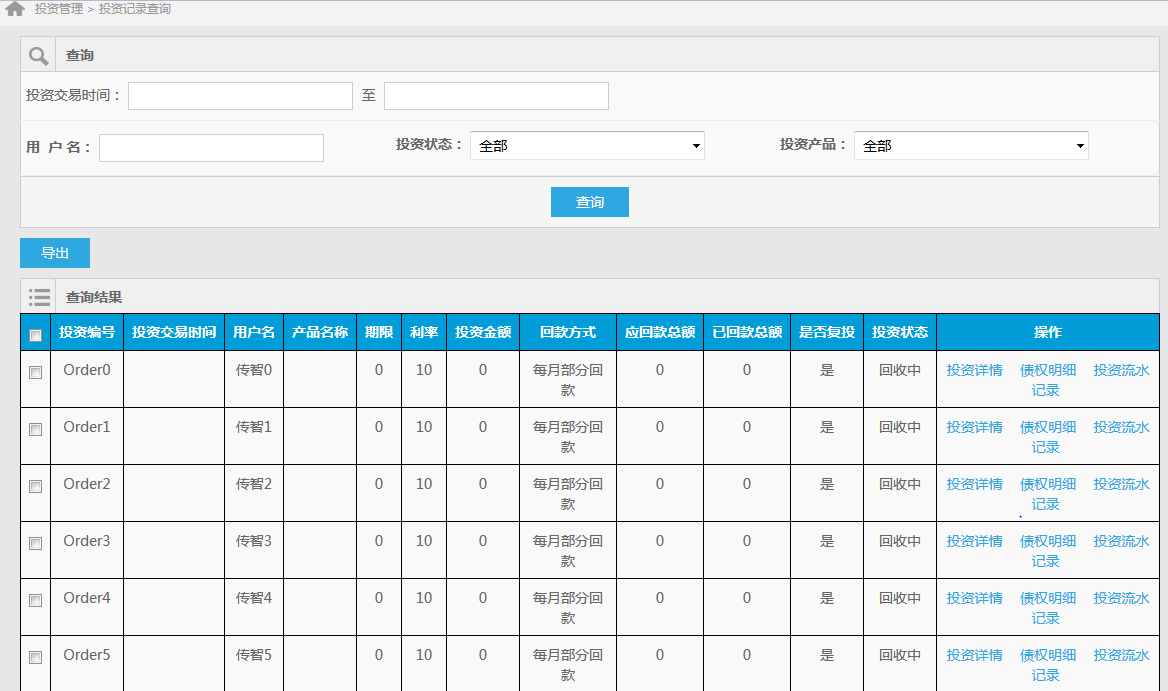 投资管理 > 投资记录查询
查询
投资交易时间： 至
用 户 名： 投资状态： 全部 投资产品： 全部
查询
导出
查询结果
投资编号 投资交易时间 用户名 产品名称 期限 利率 投资金额 回款方式 应回款总额 已回款总额 是否复投 投资状态 操作
Order0 传智0 0 10 0 每月部分回 0 0 是 回收中 投资详情 债权明细 投资流水
款 记录
Order1 传智1 0 10 0 每月部分回 0 0 是 回收中 投资详情 债权明细 投资流水
款 记录
Order2 传智2 0 10 0 每月部分回 0 0 是 回收中 投资详情 债权明细 投资流水
款 记录
Order3 传智3 0 10 0 每月部分回 0 0 是 回收中 投资详情 债权明细 投资流水
款 记录
Order4 传智4 0 10 0 每月部分回 0 0 是 回收中 投资详情 债权明细 投资流水
款 记录
Order5 传智5 0 10 0 每月部分回 0 0 是 回收中 投资详情 债权明细 投资流水
款 记录